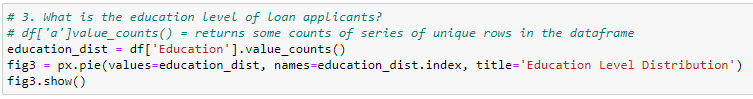 # 3. What is the education level of loan applicants?
# df['a']value_counts() = returns some counts of series of unique rows in the dataframe
education_dist = df['Education'].value_counts()
fig3 = px.pie(values=education_dist, names=education_dist.index, title='Education Level Distribution')
fig3.show()